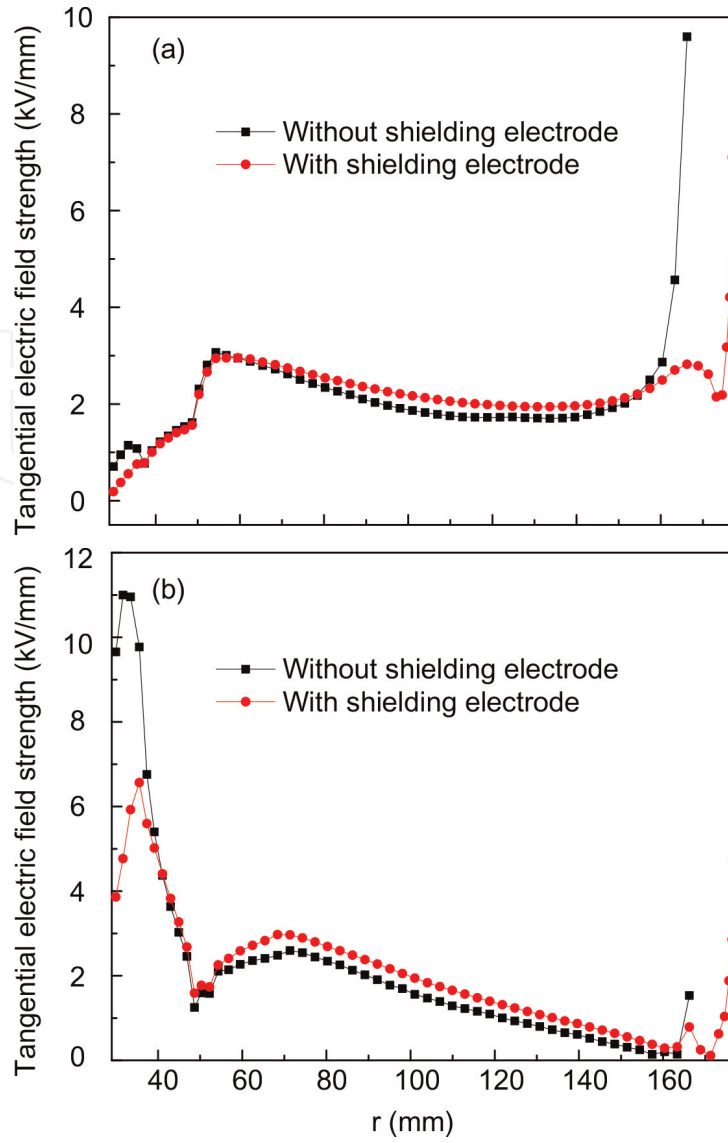 10
(a)
8
Without shielding electrode
With shielding electrode
6
4
2
0
Tangential electric field strength (kV/mm)
12
(b)
10
Without shielding electrode
With shielding electrode
8
6
4
2
0
Tangential electric field strength (kV/mm)
40 60 80 100 120 140 160
r (mm)